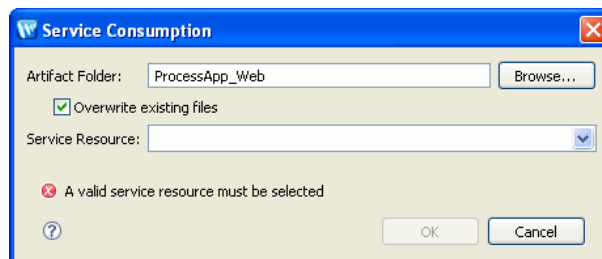 Service Consumption
Artifact Folder: ProcessApp_Web Browse...
Overwrite existing files
Service Resource:
A valid service resource must be selected
OK Cancel